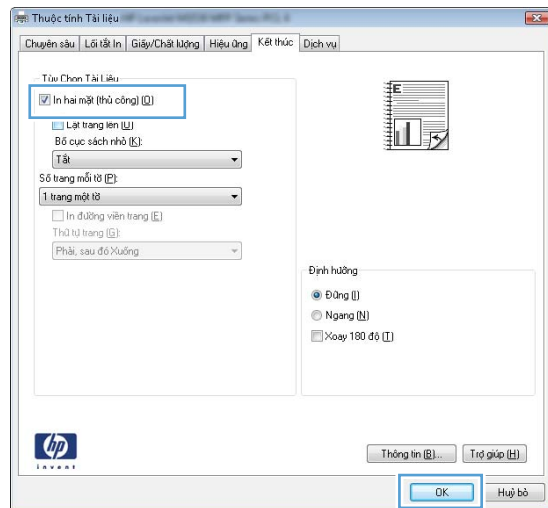 Thuộc tính Tài liệu
Chuyên sâu Lối tắt In Giấy/Chất lượng Hiệu ứng Kết thúc Dịch vụ
Tùy Chọn Tài Liệu
In hai mặt (thủ công) (O)
Lật trang lên (U)
Bố cục sách nhỏ (K):
Tắt
Số trang mỗi tờ (P):
1 trang một tờ
In đường viền trang (E)
Thứ tự trang (G):
Phải, sau đó Xuống
E
Định hướng
Đứng (I)
Ngang (N)
Xoay 180 độ (T)
hp
invent
Thông tin (B)... Trợ giúp (H)
OK Huỷ bỏ